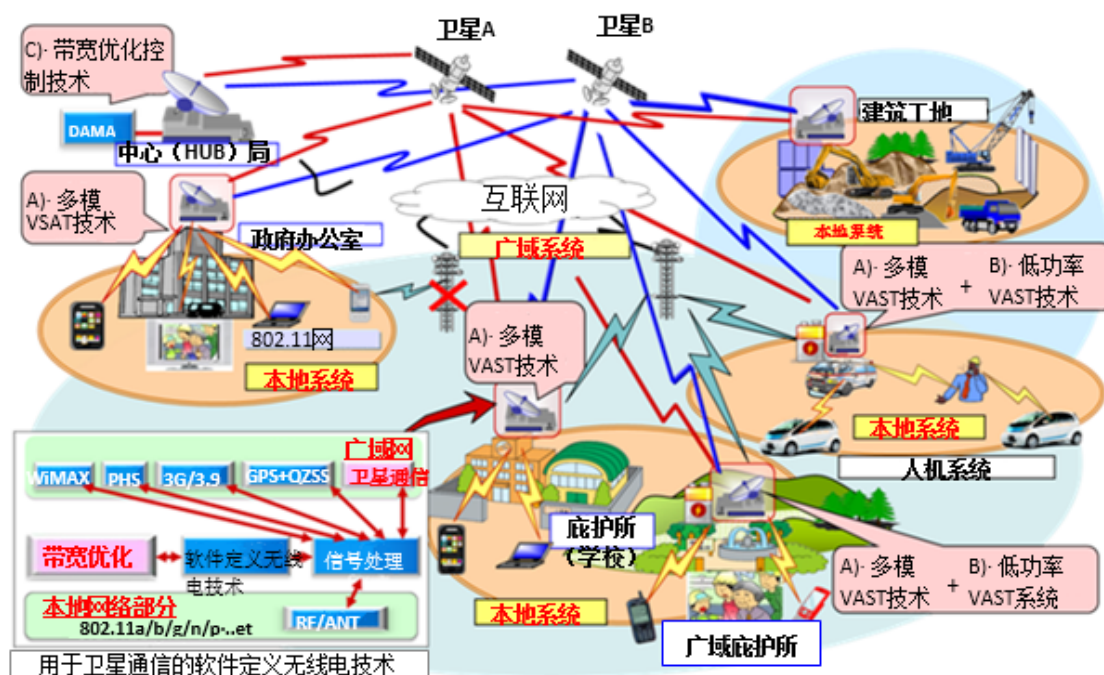 卫星A
卫星B
C)· 带宽优化控
制技术
DAMA
中心（HUB）局
建筑工地
本地系统
A)· 多模
VSAT技术
政府办公室
互联网
广域系统
A)· 多模
VAST技术
+
B)· 低功率
VAST技术
802.11网
本地系统
A)· 多模
VAST技术
本地系统
人机系统
广域网
WiMAX
PHS
3G/3.9
GPS+QZSS
卫星通信
带宽优化
软件定义无线
电技术
信号处理
本地网络部分
802.11a/b/g/n/p·..et
RF/ANT
用于卫星通信的软件定义无线电技术
庇护所
（学校）
本地系统
A)· 多模
VAST技术
+
B)· 低功率
VAST系统
广域庇护所